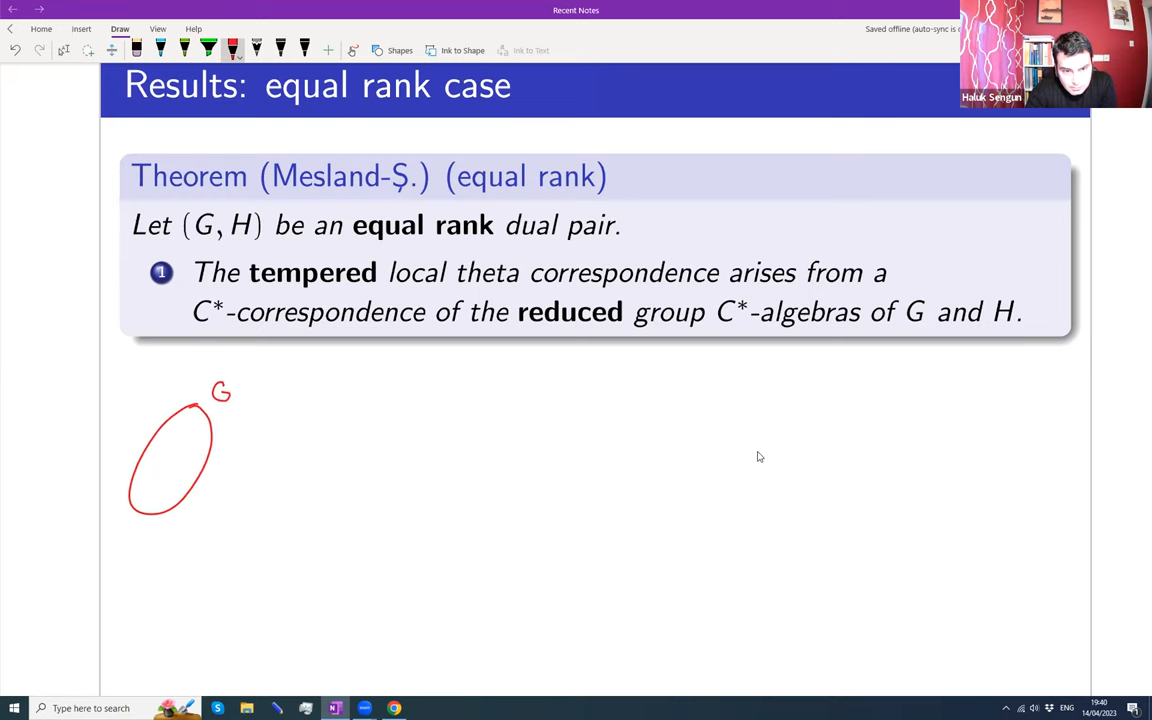 Recent Notes
Home Insert Draw View Help
Saved offline (auto-sync is o
Shapes Ink to Shape Ink to Text
Haluk Sengun
Results: equal rank case
Theorem (Mesland-Ş.) (equal rank)
Let (G, H) be an equal rank dual pair.
1 The tempered local theta correspondence arises from a
C*-correspondence of the reduced group C*-algebras of G and H.
G
Type here to search
ENG
19:40
14/04/2023